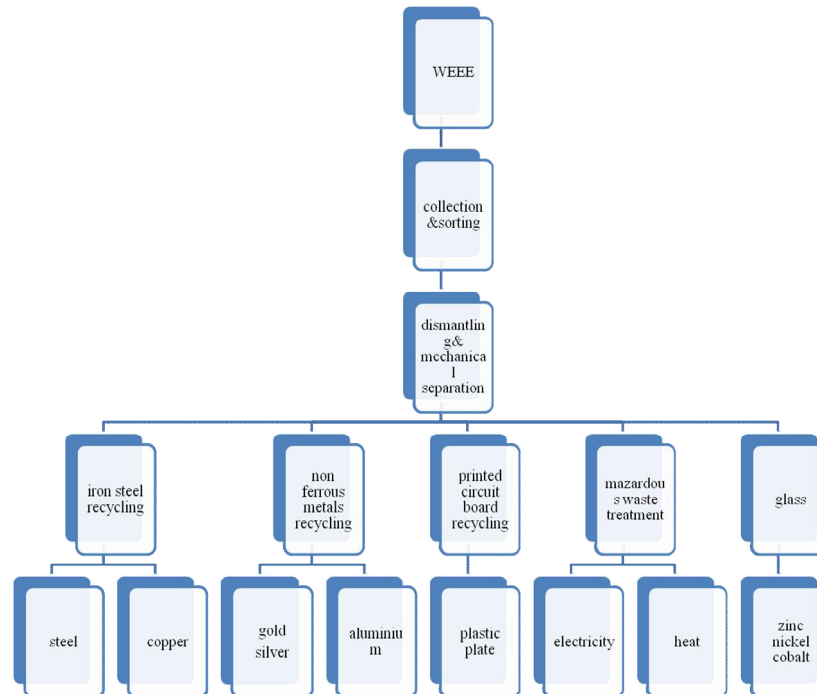 WEEE
collection
&sorting
dismantlin
g&
mechanica
l
separation
iron steel
recycling
non
ferrous
metals
recycling
printed
circuit
board
recycling
mazardou
s waste
treatment
glass
steel
copper
gold
silver
aluminiu
m
plastic
plate
electricity
heat
zinc
nickel
cobalt